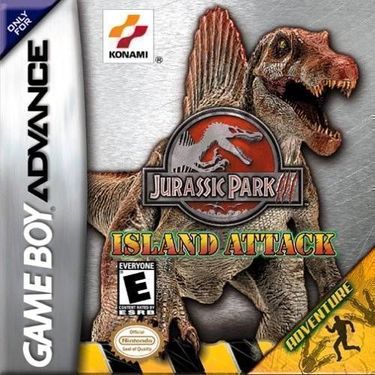 ONLY
FOR
GAME BOY ADVANCE
KONAMI ®
JURASSIC PARK III
ISLAND ATTACK
EVERYONE
E
CONTENT RATED BY
ESRB
Official
Nintendo
Seal of Quality
ADVENTURE